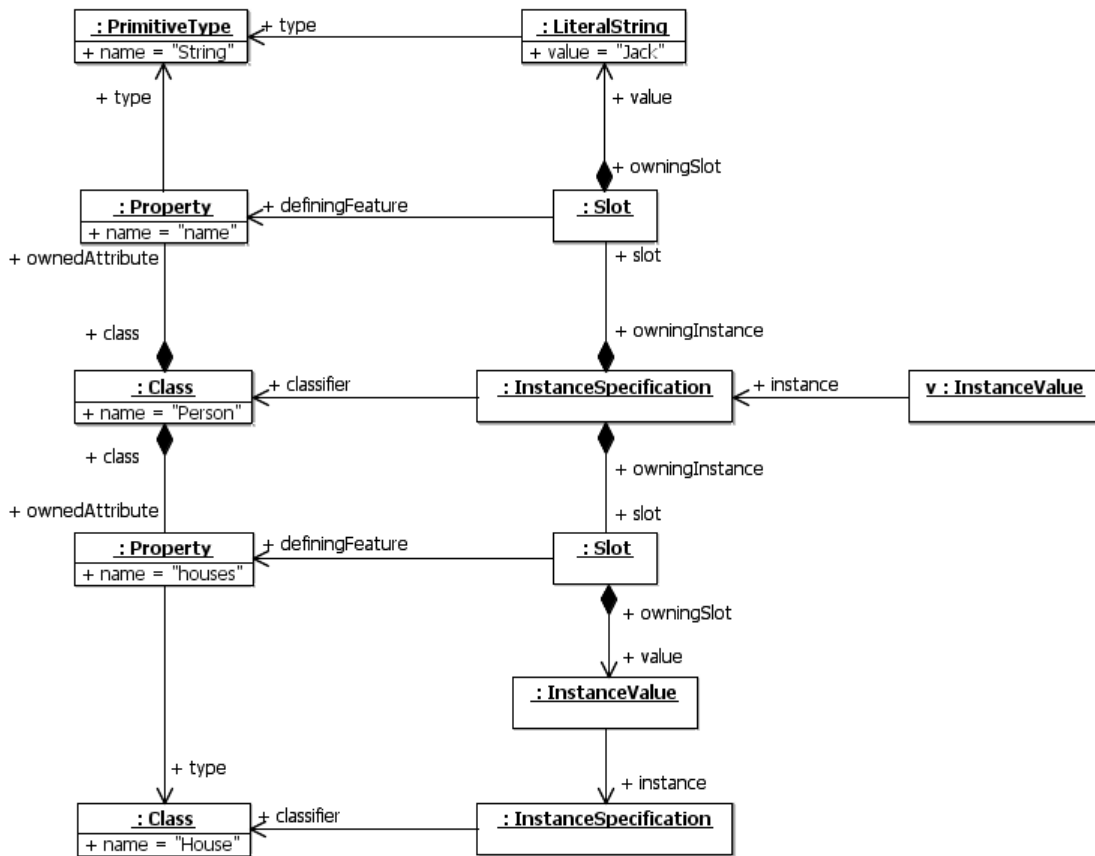 : PrimitiveType
+ name = "String"
+ type
: LiteralString
+ value = "Jack"
+ type
+ value
+ owningSlot
: Property
+ name = "name"
+ definingFeature
: Slot
+ ownedAttribute
+ slot
+ class
+ owningInstance
: Class
+ name = "Person"
+ classifier
: InstanceSpecification
+ instance
v : InstanceValue
+ class
+ owningInstance
+ ownedAttribute
+ slot
: Property
+ name = "houses"
+ definingFeature
: Slot
+ owningSlot
+ value
: InstanceValue
+ type
+ instance
: Class
+ name = "House"
+ classifier
: InstanceSpecification